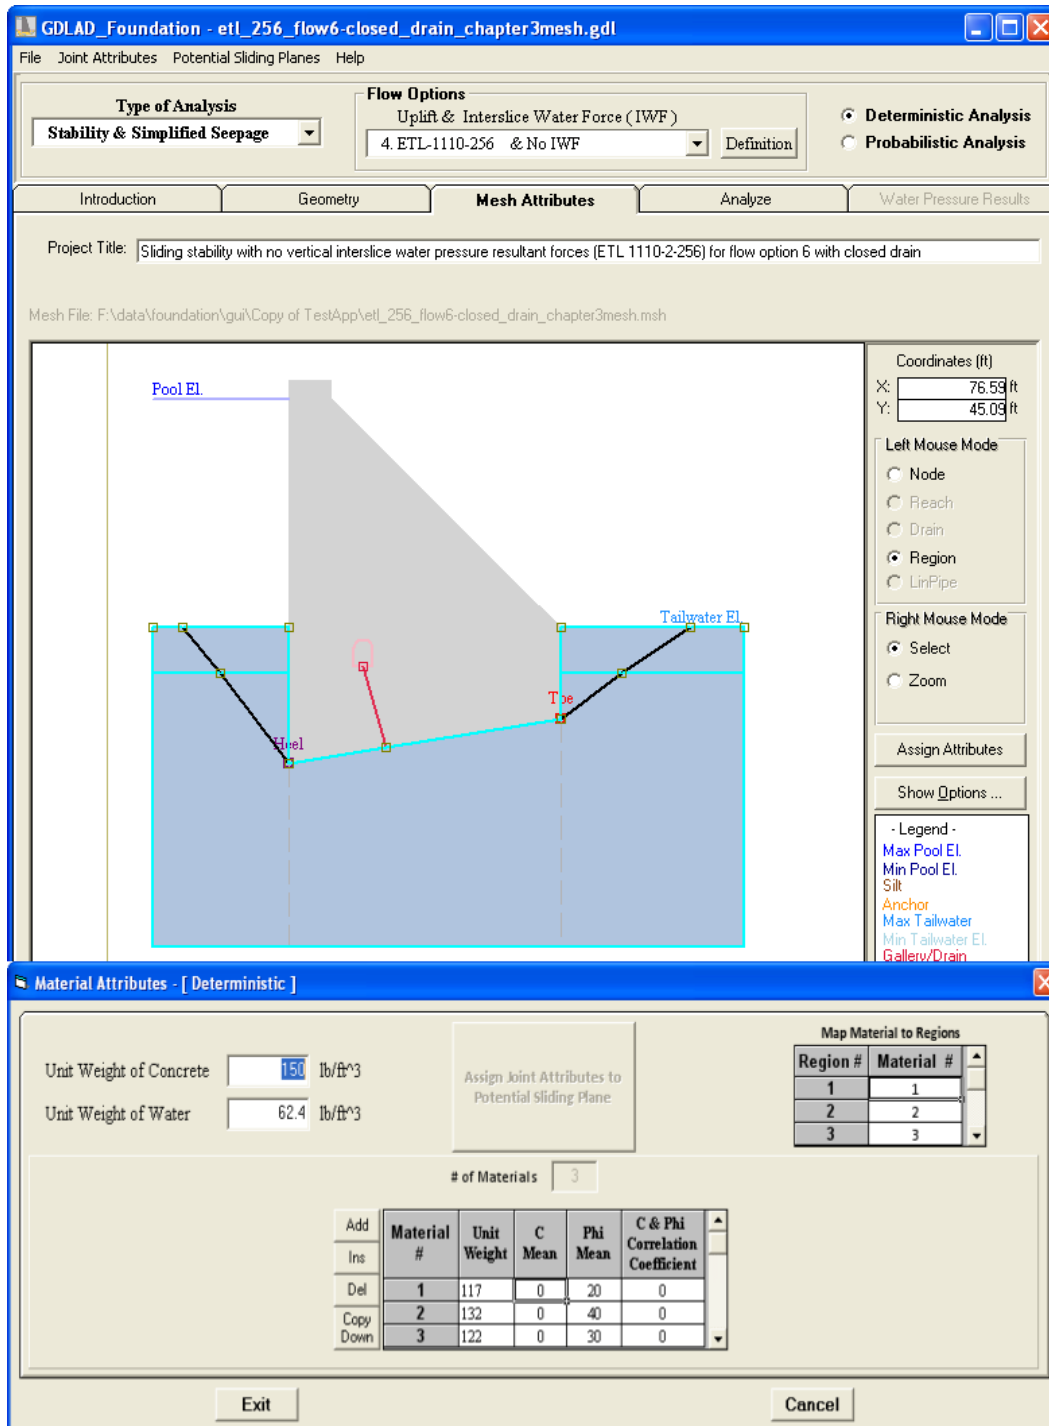 GDLAD_Foundation - etl_256_flow6-closed_drain_chapter3mesh.gdl
File Joint Attributes Potential Sliding Planes Help
Type of Analysis
Stability & Simplified Seepage
Flow Options
Uplift & Interslice Water Force ( IWF )
4. ETL-1110-256 & No IWF
Definition
Deterministic Analysis
Probabilistic Analysis
Introduction Geometry Mesh Attributes Analyze Water Pressure Results
Project Title: Sliding stability with no vertical interslice water pressure resultant forces (ETL 1110-2-256) for flow option 6 with closed drain
Mesh File: F:\data\foundation\gui\Copy of TestApp\etl_256_flow6-closed_drain_chapter3mesh.msh
Pool El.
Tailwater El.
Toe
Heel
Coordinates (ft)
X: 76.59 ft
Y: 45.09 ft
Left Mouse Mode
Node
Reach
Drain
Region
LinPipe
Right Mouse Mode
Select
Zoom
Assign Attributes
Show Options ...
- Legend -
Max Pool El.
Min Pool El.
Silt
Anchor
Max Tailwater
Min Tailwater El.
Gallery/Drain
Material Attributes - [ Deterministic ]
Unit Weight of Concrete 150 lb/ft^3
Unit Weight of Water 62.4 lb/ft^3
Assign Joint Attributes to
Potential Sliding Plane
Map Material to Regions
Region # Material #
1 1
2 2
3 3
# of Materials 3
Add
Ins
Del
Copy
Down
Material # Unit Weight C Mean Phi Mean C & Phi Correlation Coefficient
1 117 0 20 0
2 132 0 40 0
3 122 0 30 0
Exit
Cancel